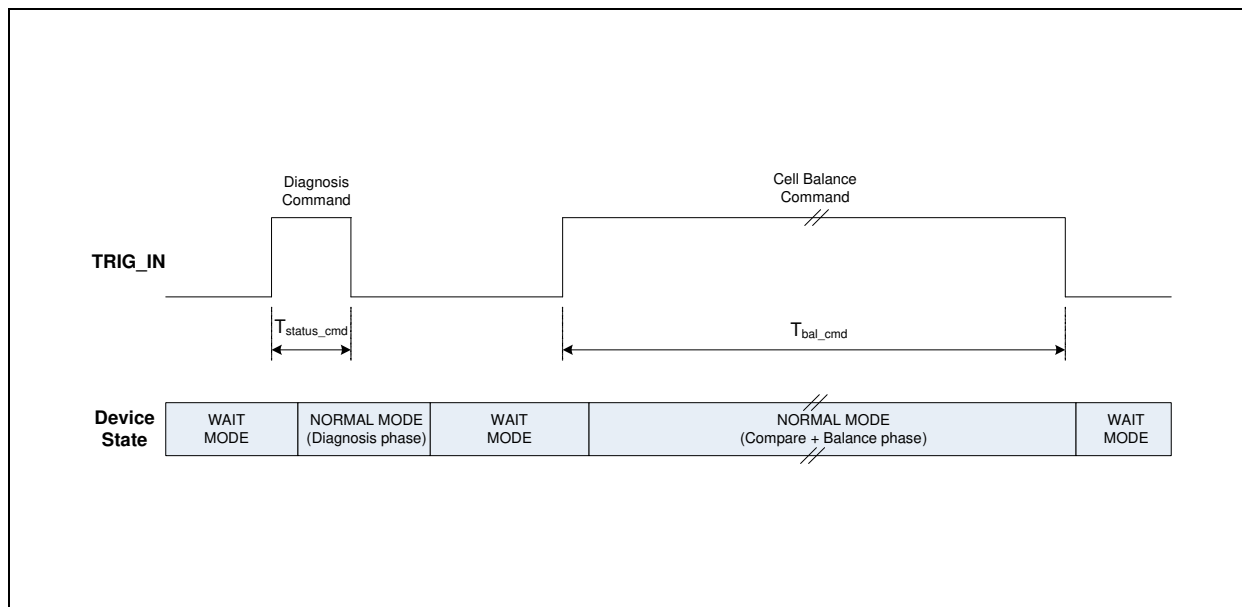 Diagnosis
Command
Cell Balance
Command
TRIG_IN
Tstatus_cmd
Tbal_cmd
Device
State
WAIT
MODE
NORMAL MODE
(Diagnosis phase)
WAIT
MODE
NORMAL MODE
(Compare + Balance phase)
WAIT
MODE